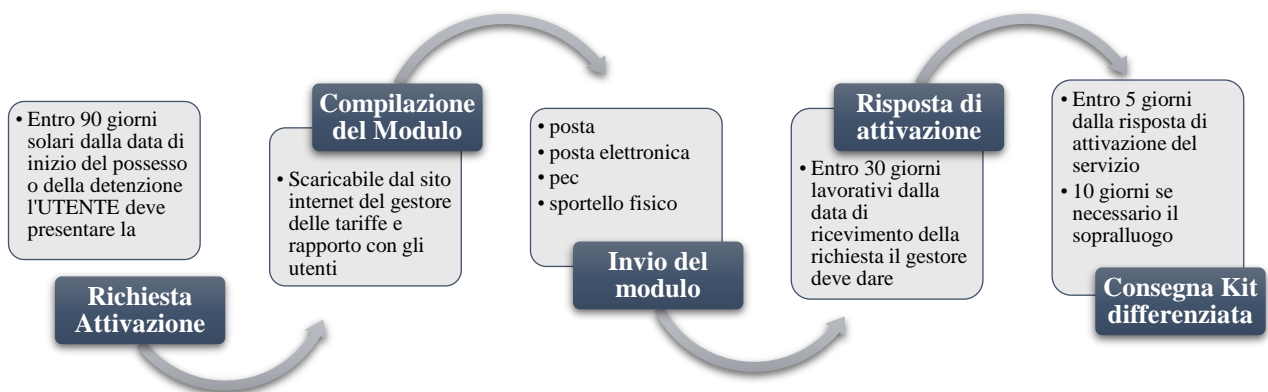 • Entro 90 giorni
solari dalla data di
inizio del possesso
o della detenzione
l'UTENTE deve
presentare la
Richiesta
Attivazione
Compilazione
del Modulo
• Scaricabile dal sito
internet del gestore
delle tariffe e
rapporto con gli
utenti
• posta
• posta elettronica
• pec
• sportello fisico
Invio del
modulo
Risposta di
attivazione
• Entro 30 giorni
lavorativi dalla
data di
ricevimento della
richiesta il gestore
deve dare
• Entro 5 giorni
dalla risposta di
attivazione del
servizio
• 10 giorni se
necessario il
sopralluogo
Consegna Kit
differenziata